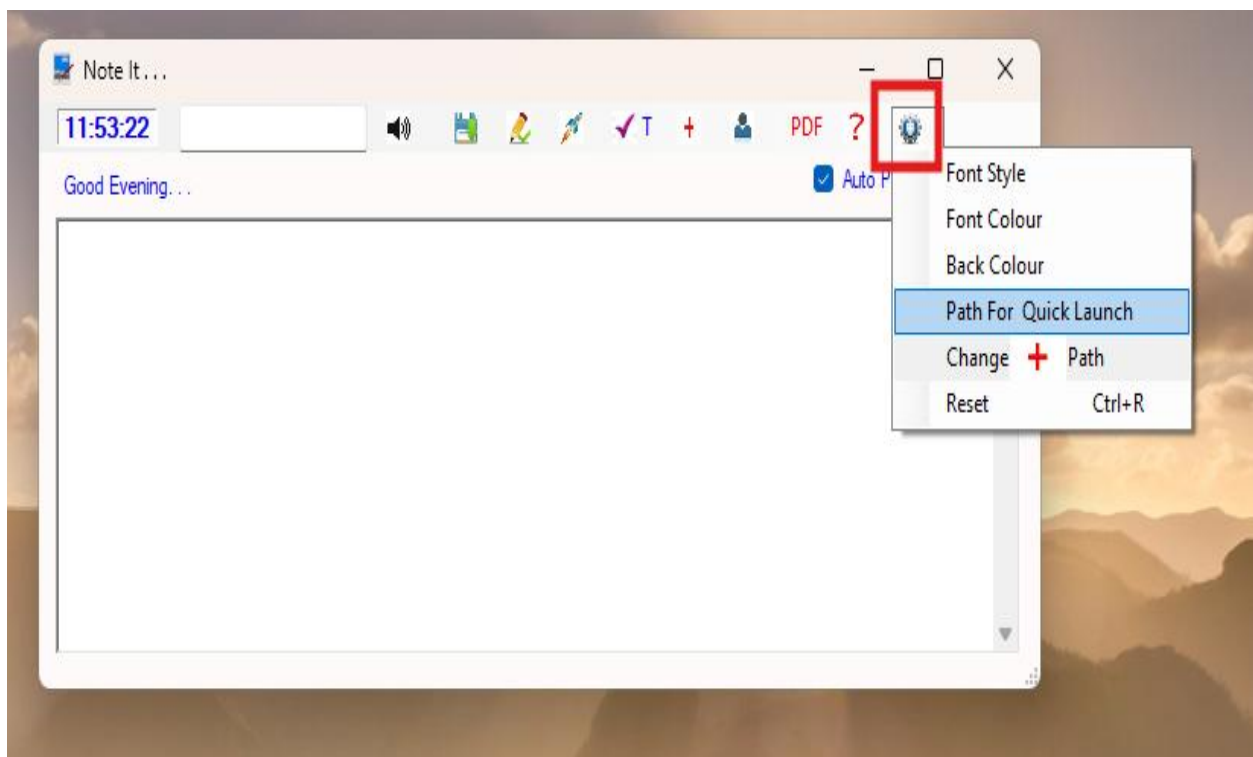 Note It . . .
11:53:22 T + PDF ?
Good Evening. . . Auto P
Font Style
Font Colour
Back Colour
Path For Quick Launch
Change + Path
Reset Ctrl+R